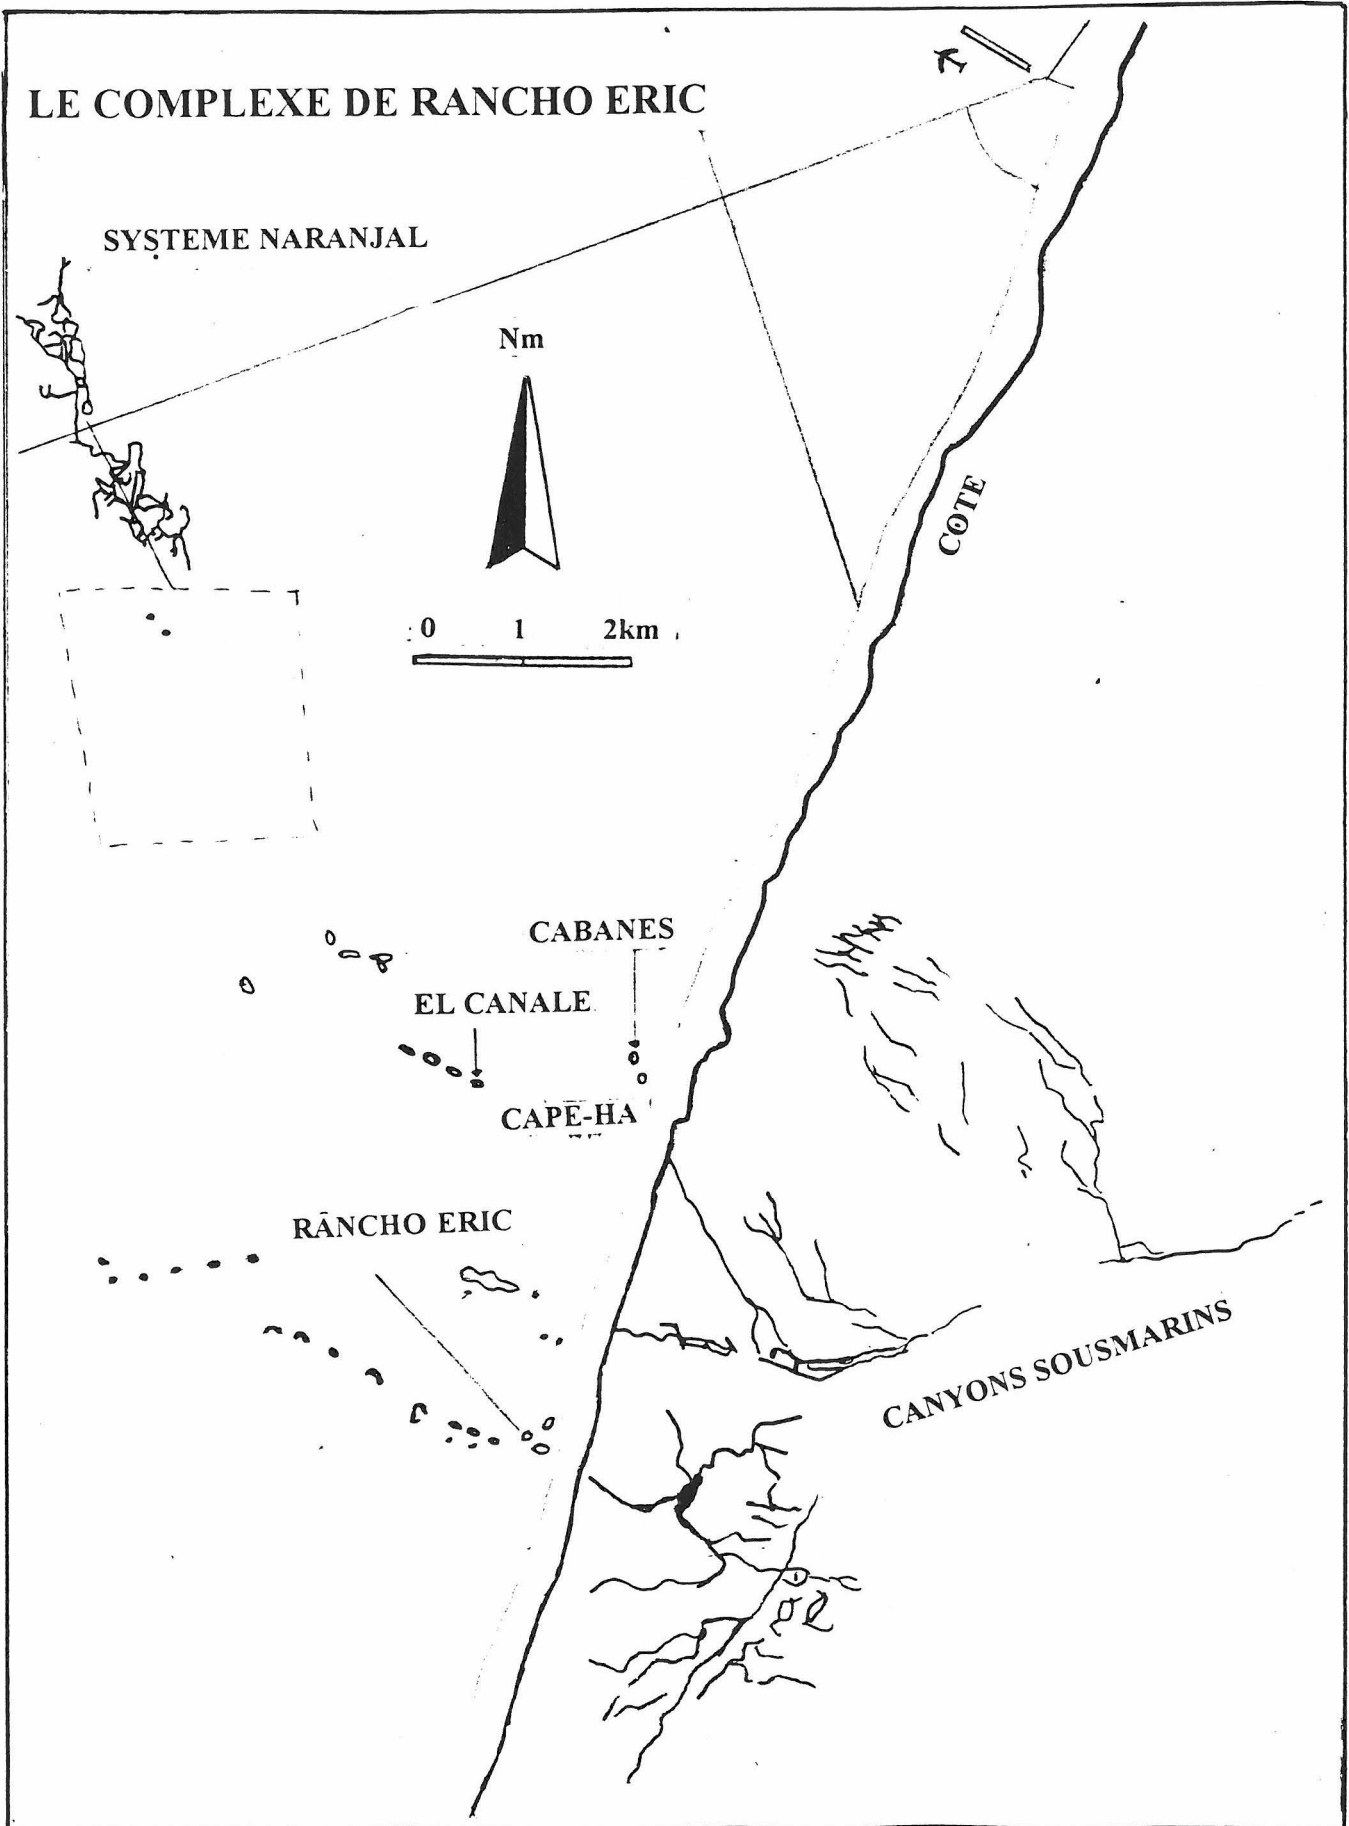 LE COMPLEXE DE RANCHO ERIC
SYSTEME NARANJAL
Nm
0 1 2km
COTE
CABANES
EL CANALE
CAPE-HA
RANCHO ERIC
CANYONS SOUSMARINS